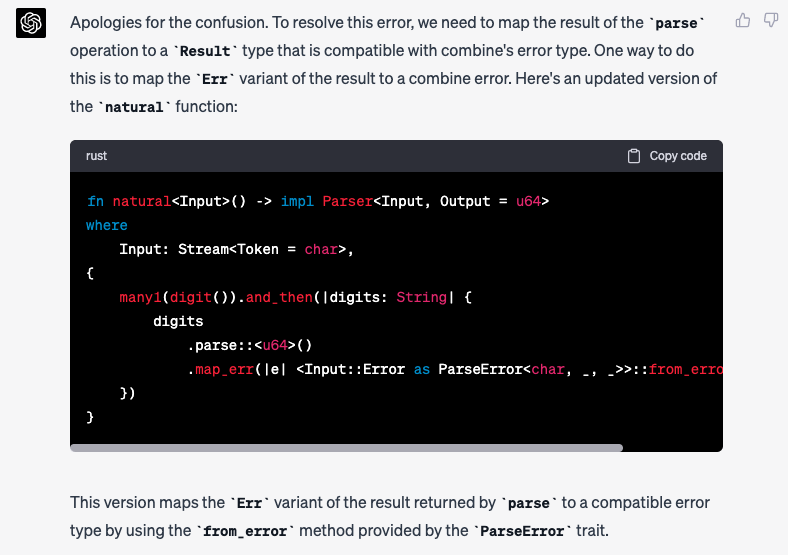 Apologies for the confusion. To resolve this error, we need to map the result of the `parse`
operation to a `Result` type that is compatible with combine's error type. One way to do
this is to map the `Err` variant of the result to a combine error. Here's an updated version of
the `natural` function:
rust Copy code
fn natural<Input>() -> impl Parser<Input, Output = u64>
where
    Input: Stream<Token = char>,
{
    many1(digit()).and_then(|digits: String| {
        digits
            .parse::<u64>()
            .map_err(|e| <Input::Error as ParseError<char, _, _>>::from_erro
    })
}
This version maps the `Err` variant of the result returned by `parse` to a compatible error
type by using the `from_error` method provided by the `ParseError` trait.